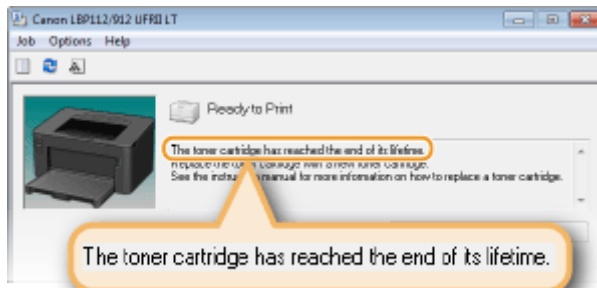 Canon LBP112/912 UFRII LT
Job Options Help
Ready to Print
The toner cartridge has reached the end of its lifetime.
Replace the toner cartridge with a new toner cartridge.
See the instruction manual for more information on how to replace a toner cartridge.
The toner cartridge has reached the end of its lifetime.